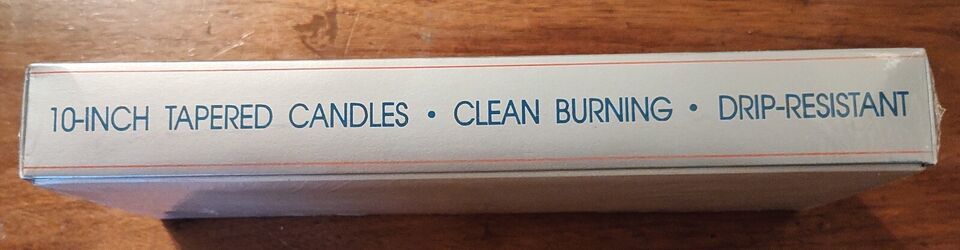 10-INCH TAPERED CANDLES • CLEAN BURNING • DRIP-RESISTANT